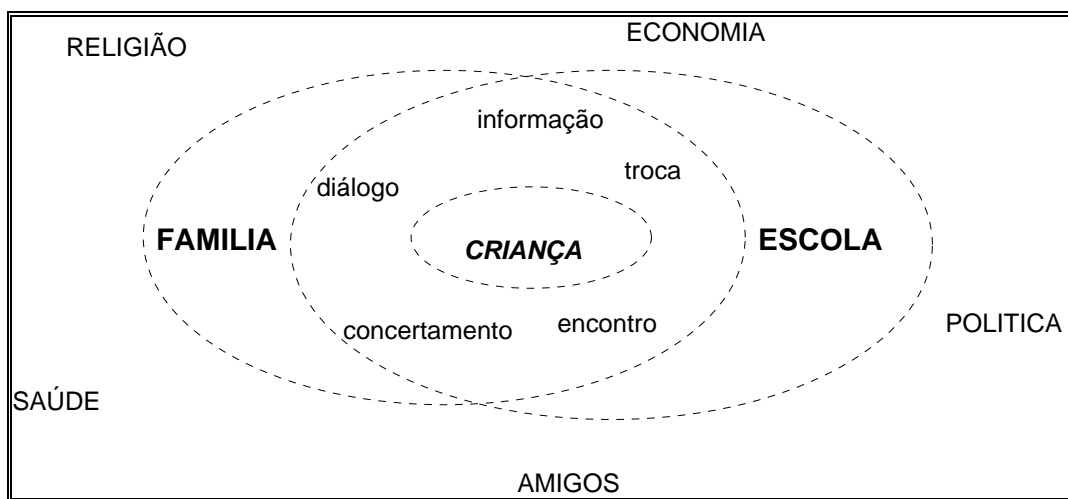 ECONOMIA
RELIGIÃO
informação
troca
diálogo
FAMILIA
CRIANÇA
ESCOLA
concertamento
encontro
POLITICA
SAÚDE
AMIGOS